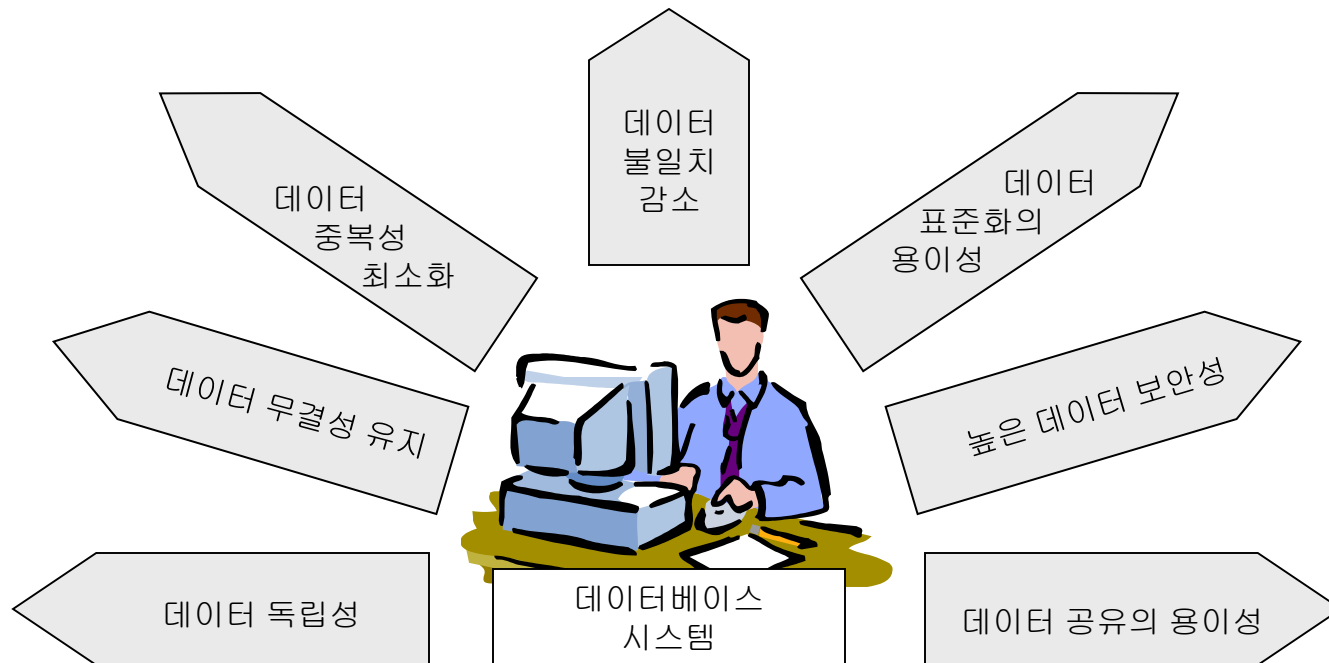 데이터
불일치
감소
데이터
중복성
최소화
데이터
표준화의
용이성
데이터 무결성 유지
높은 데이터 보안성
데이터 독립성
데이터베이스
시스템
데이터 공유의 용이성